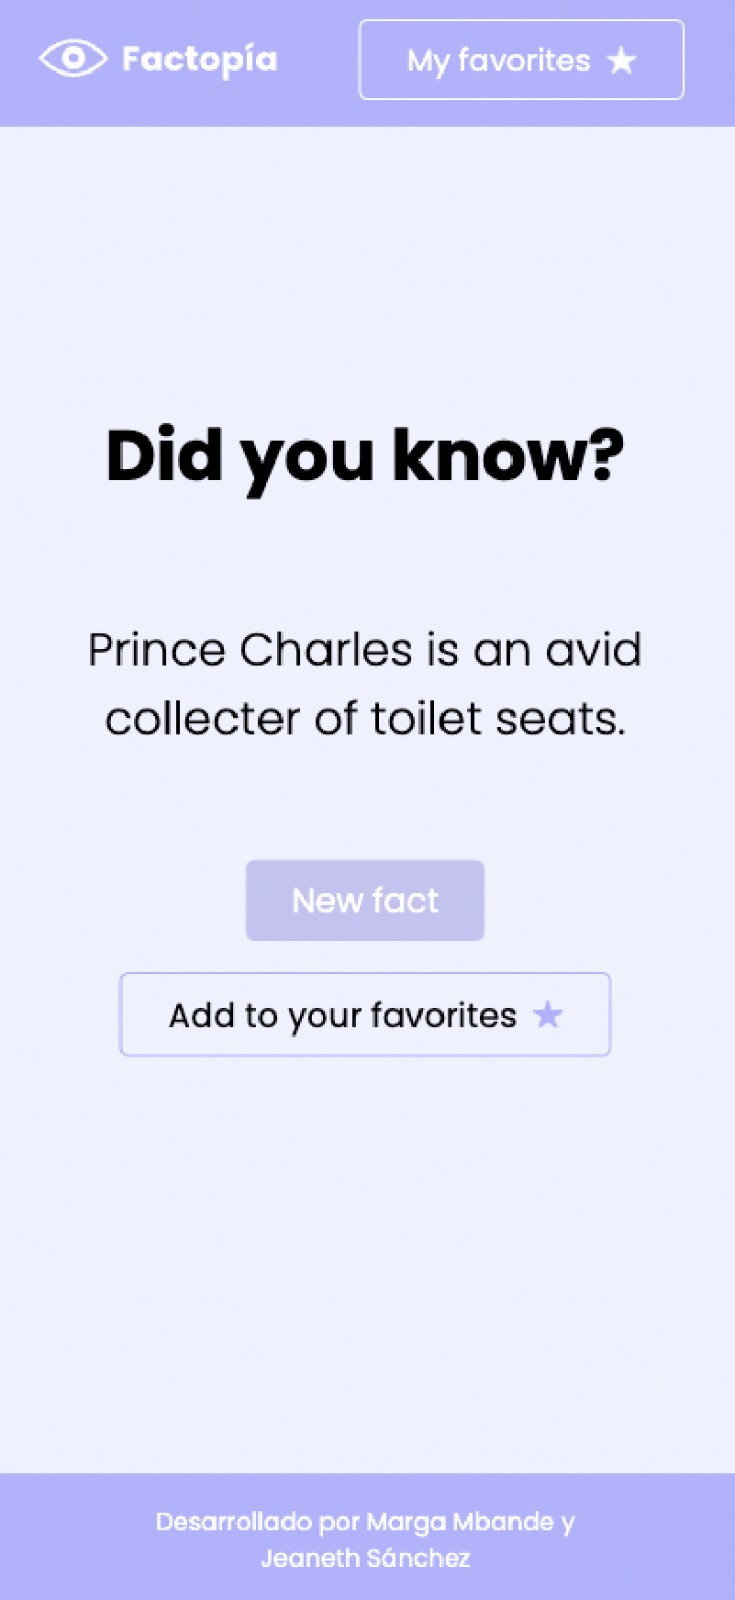 Factopía
My favorites ★
Did you know?
Prince Charles is an avid
collecter of toilet seats.
New fact
Add to your favorites ★
Desarrollado por Marga Mbande y
Jeaneth Sánchez